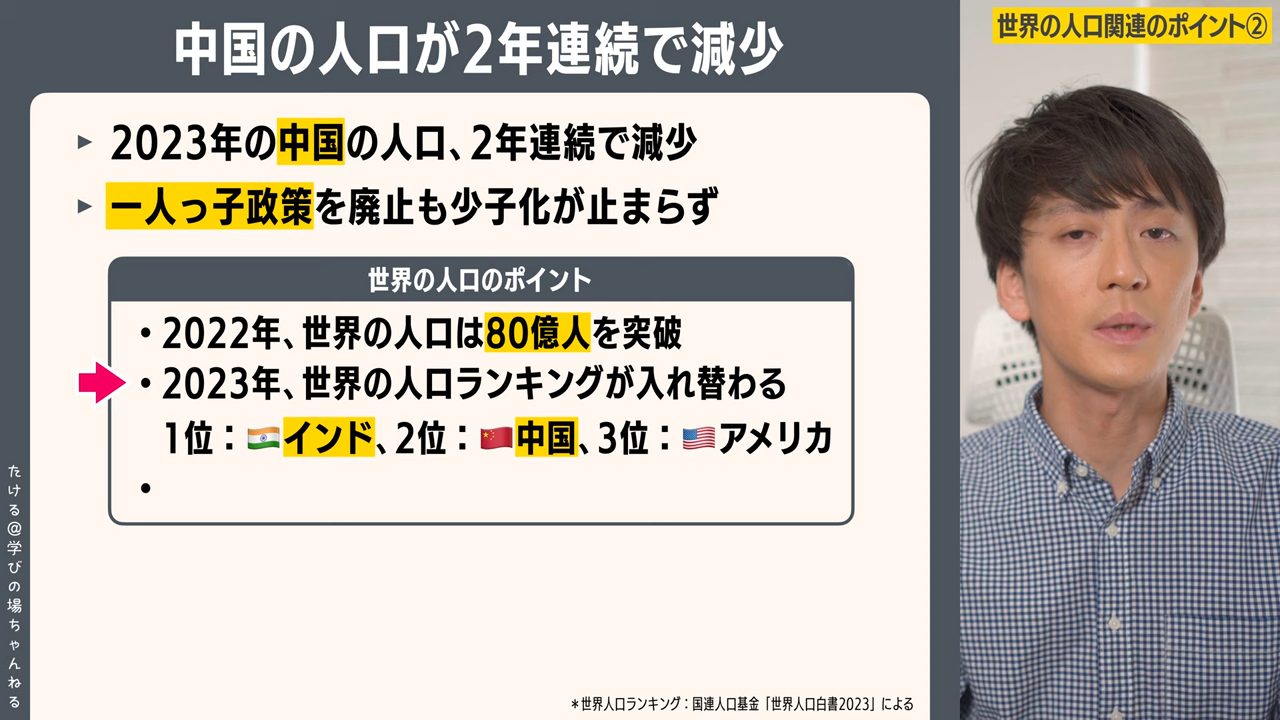 中国の人口が2年連続で減少
世界の人口関連のポイント②
▶ 2023年の中国の人口、2年連続で減少
▶ 一人っ子政策を廃止も少子化が止まらず
世界の人口のポイント
・2022年、世界の人口は80億人を突破
・2023年、世界の人口ランキングが入れ替わる
1位：🇮🇳インド、2位：🇨🇳中国、3位：🇺🇸アメリカ
・
たける@学びの場ちゃんねる
＊世界人口ランキング：国連人口基金「世界人口白書2023」による